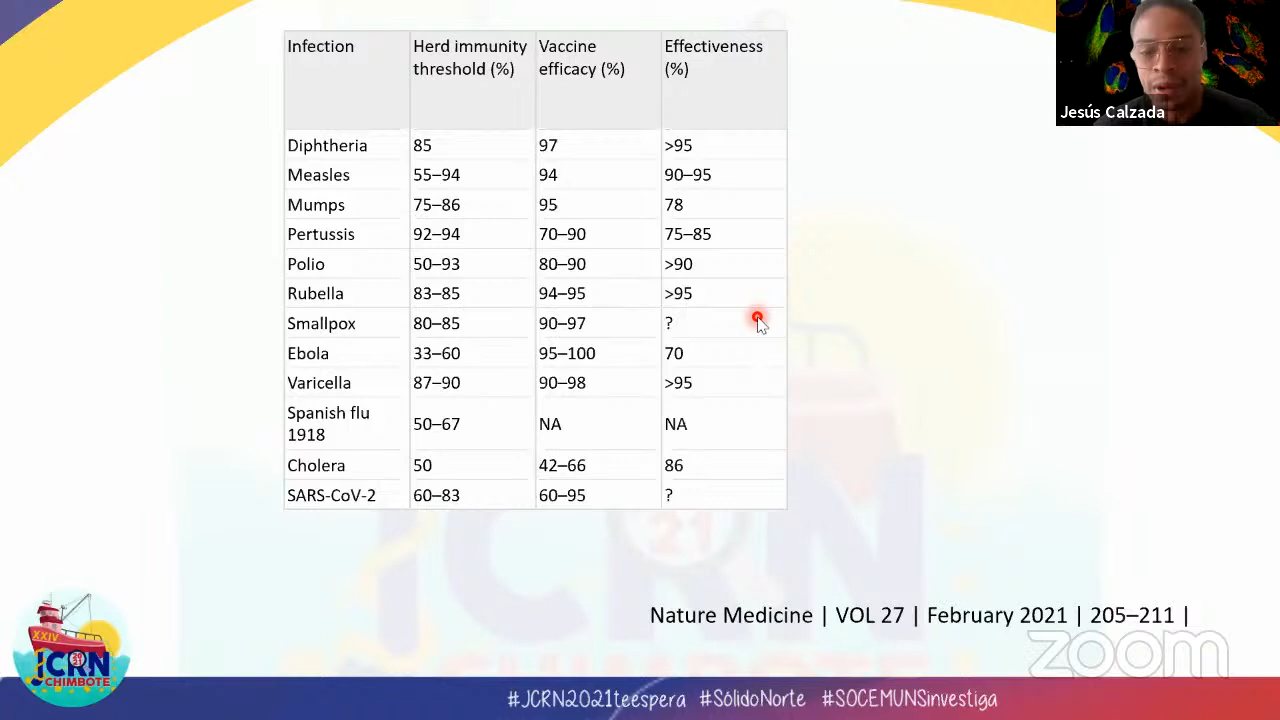 Infection Herd immunity threshold (%) Vaccine efficacy (%) Effectiveness (%)
Diphtheria 85 97 >95
Measles 55–94 94 90–95
Mumps 75–86 95 78
Pertussis 92–94 70–90 75–85
Polio 50–93 80–90 >90
Rubella 83–85 94–95 >95
Smallpox 80–85 90–97 ?
Ebola 33–60 95–100 70
Varicella 87–90 90–98 >95
Spanish flu 1918 50–67 NA NA
Cholera 50 42–66 86
SARS-CoV-2 60–83 60–95 ?
Jesús Calzada
Nature Medicine | VOL 27 | February 2021 | 205–211 |
zoom
XXIV
JCRN
21
CHIMBOTE
JCRN
21
CHIMBOTE
#JCRN2021teespera #SólidoNorte #SOCEMUNSinvestiga